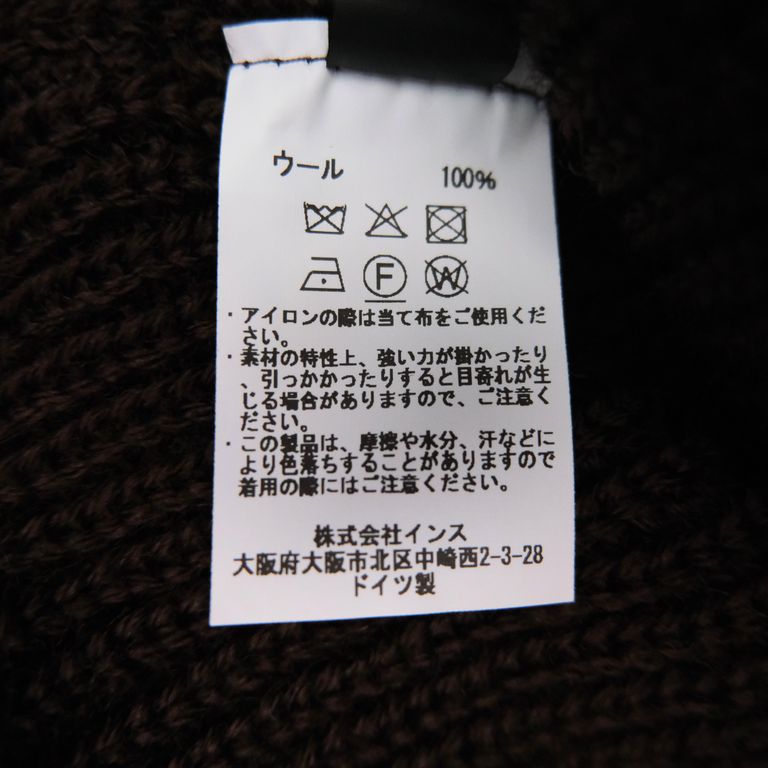 ウール 100%
F W
・アイロンの際は当て布をご使用くだ
さい。
・素材の特性上、強い力が掛かったり
、引っかかったりすると目寄れが生
じる場合がありますので、ご注意く
ださい。
・この製品は、摩擦や水分、汗などに
より色落ちすることがありますので
着用の際にはご注意ください。
株式会社インス
大阪府大阪市北区中崎西2-3-28
ドイツ製